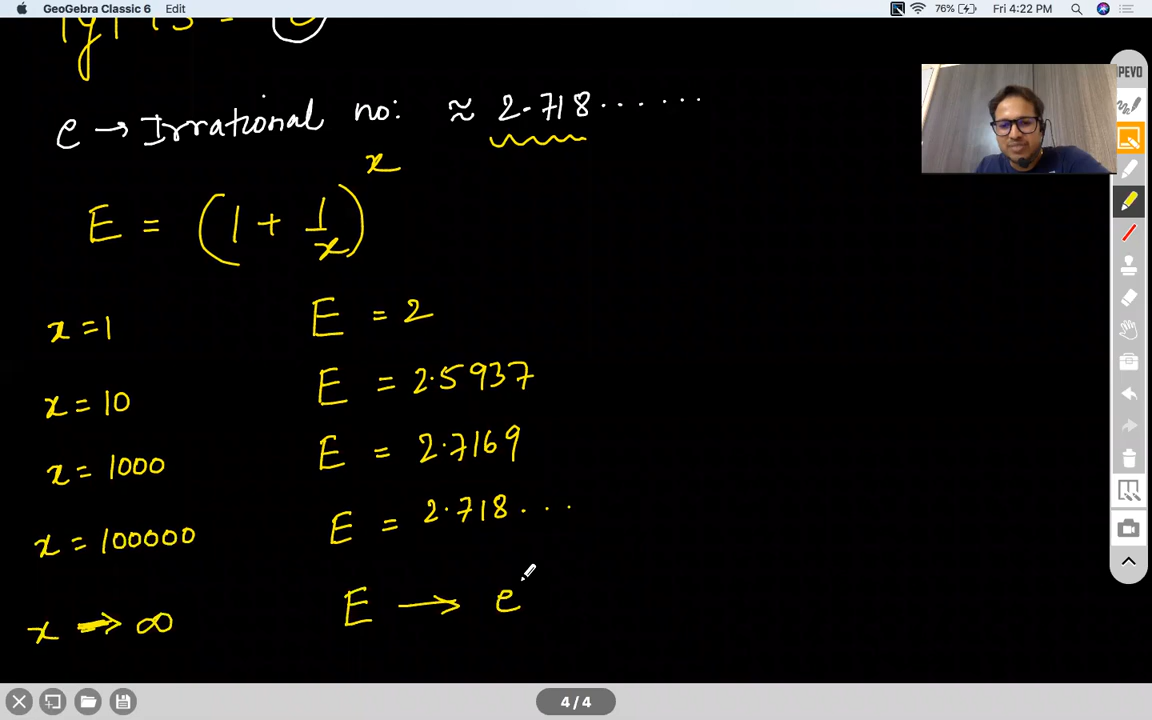 GeoGebra Classic 6 Edit 76% Fri 4:22 PM
IPEVO
e → Irrational no: ≈ 2.718......
E = (1 + 1/x)^x
x = 1 E = 2
x = 10 E = 2.5937
x = 1000 E = 2.7169
x = 100000 E = 2.718...
x → ∞ E → e
4/4